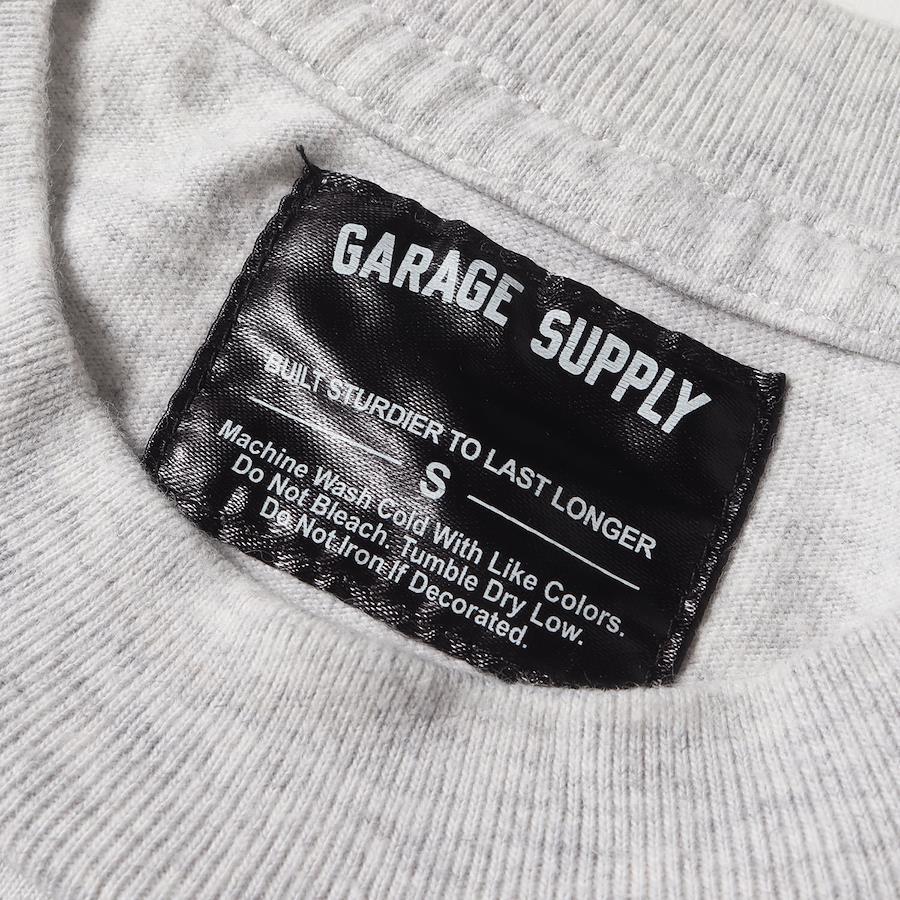 GARAGE SUPPLY
BUILT STURDIER TO LAST LONGER
S
Machine Wash Cold With Like Colors.
Do Not Bleach. Tumble Dry Low.
Do Not Iron If Decorated.